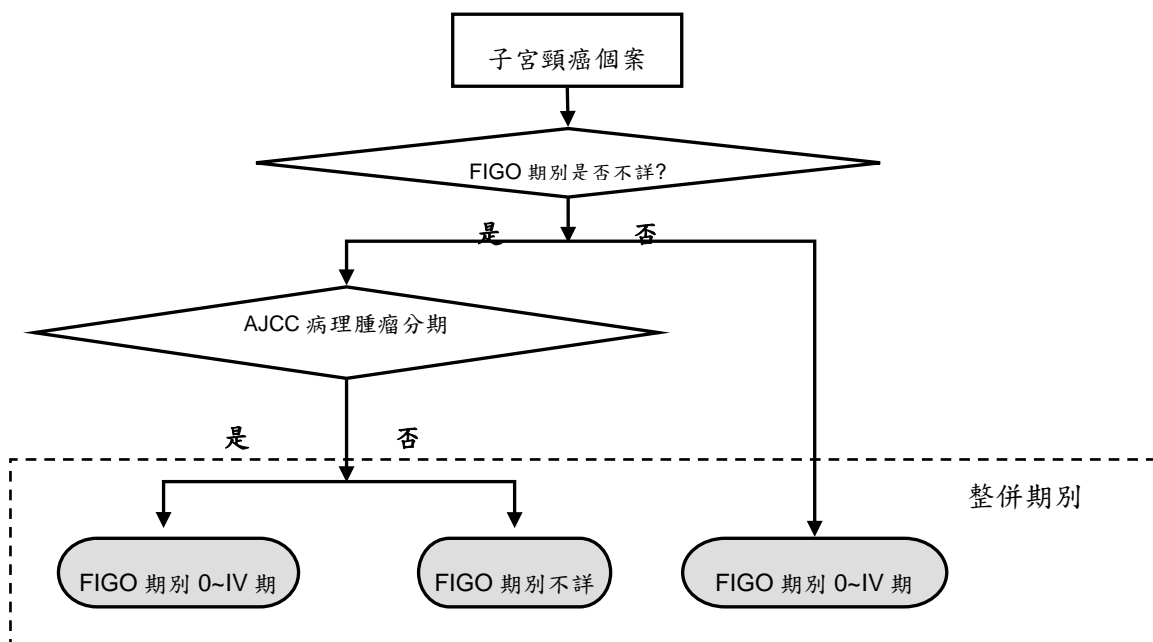 子宮頸癌個案
FIGO 期別是否不詳?
是 否
AJCC 病理腫瘤分期
是 否
整併期別
FIGO 期別 0~IV 期 FIGO 期別不詳 FIGO 期別 0~IV 期